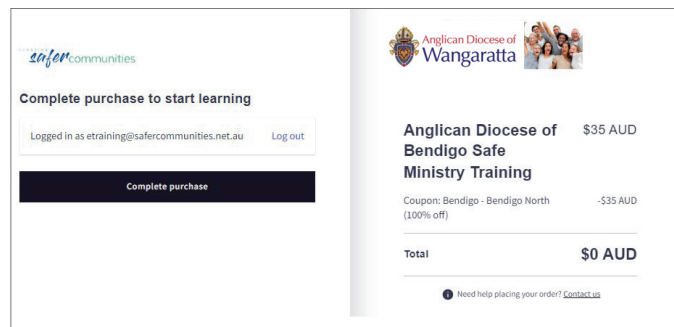 safer communities
Complete purchase to start learning
Logged in as etraining@safercommunities.net.au Log out
Complete purchase
Anglican Diocese of
Wangaratta
Anglican Diocese of $35 AUD
Bendigo Safe
Ministry Training
Coupon: Bendigo - Bendigo North -$35 AUD
(100% off)
Total $0 AUD
Need help placing your order? Contact us